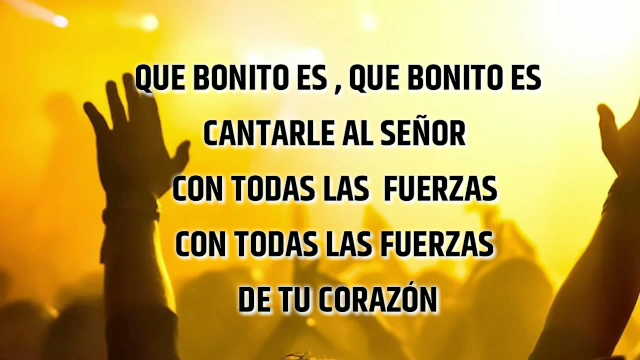 QUE BONITO ES , QUE BONITO ES
CANTARLE AL SEÑOR
CON TODAS LAS FUERZAS
CON TODAS LAS FUERZAS
DE TU CORAZÓN